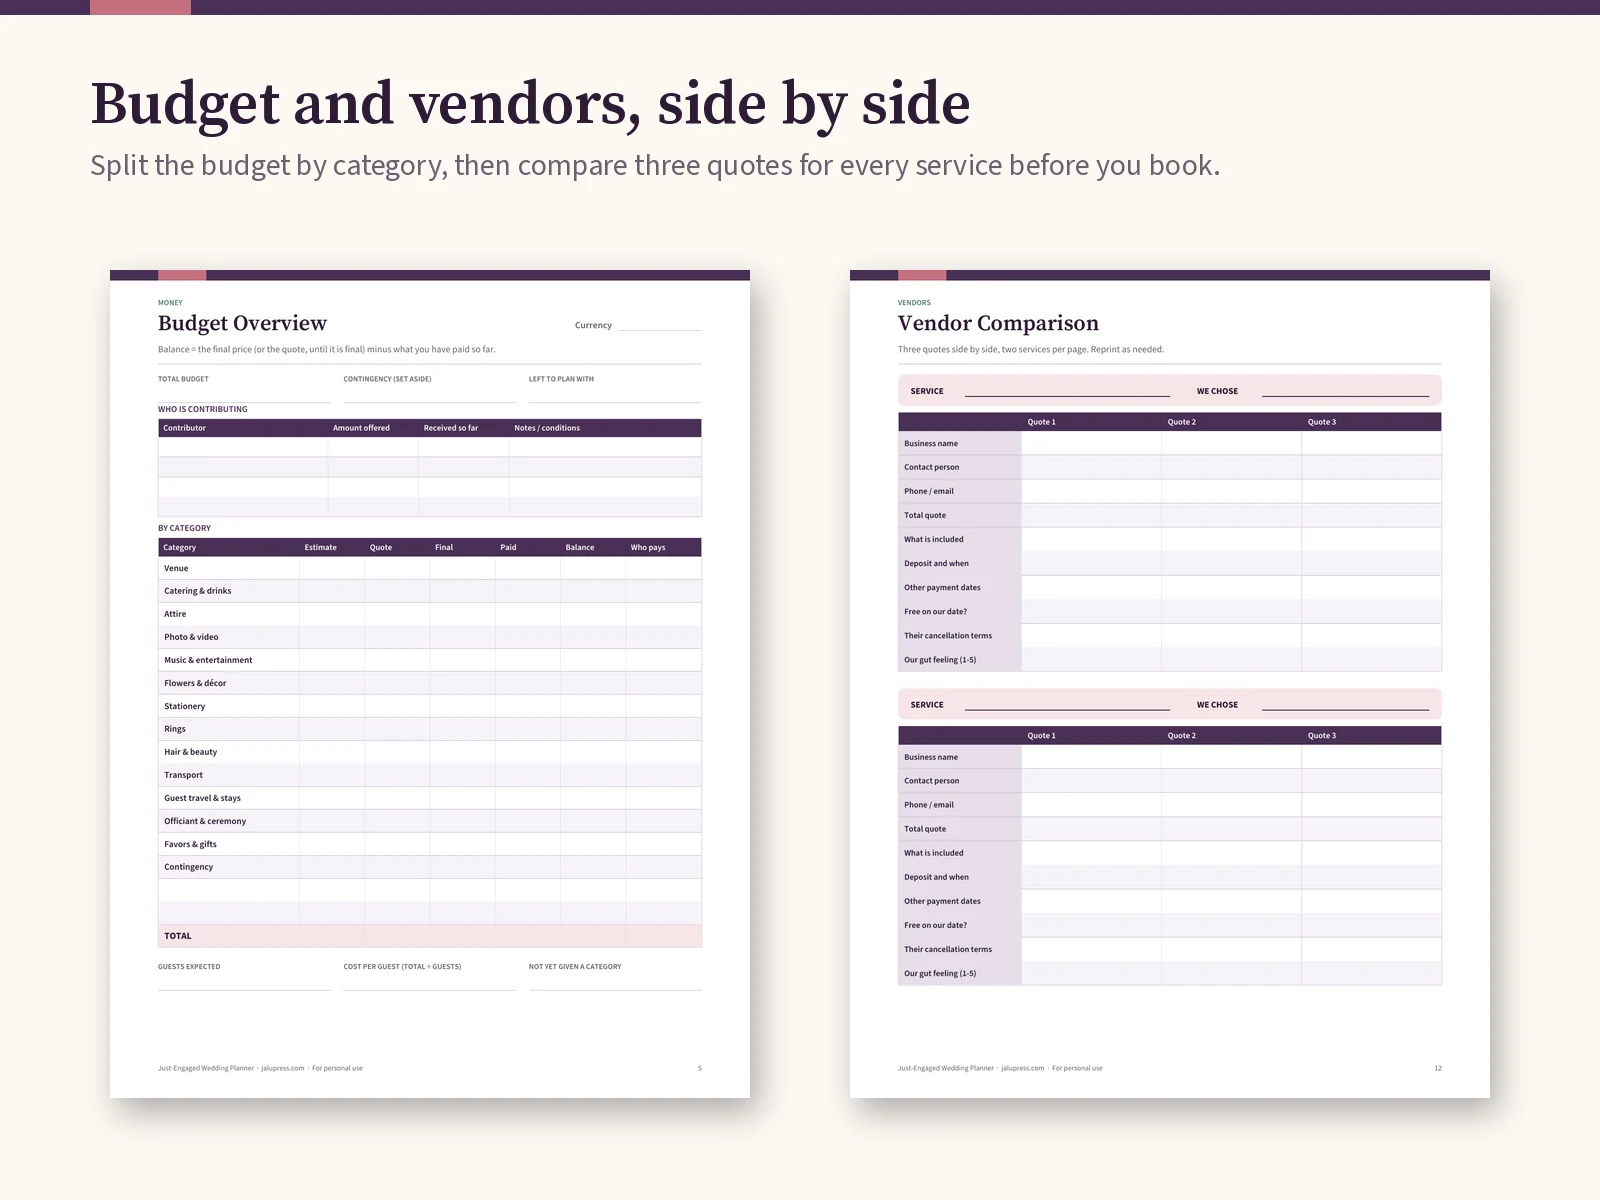 Budget and vendors, side by side
Split the budget by category, then compare three quotes for every service before you book.
MONEY
Budget Overview
Currency
Balance = the final price (or the quote, until it is final) minus what you have paid so far.
TOTAL BUDGET CONTINGENCY (SET ASIDE) LEFT TO PLAN WITH
WHO IS CONTRIBUTING
Contributor Amount offered Received so far Notes / conditions
BY CATEGORY
Category Estimate Quote Final Paid Balance Who pays
Venue
Catering & drinks
Attire
Photo & video
Music & entertainment
Flowers & décor
Stationery
Rings
Hair & beauty
Transport
Guest travel & stays
Officiant & ceremony
Favors & gifts
Contingency
TOTAL
GUESTS EXPECTED COST PER GUEST (TOTAL ÷ GUESTS) NOT YET GIVEN A CATEGORY
Just-Engaged Wedding Planner · jalupress.com · For personal use 5
VENDORS
Vendor Comparison
Three quotes side by side, two services per page. Reprint as needed.
SERVICE WE CHOSE
Quote 1 Quote 2 Quote 3
Business name
Contact person
Phone / email
Total quote
What is included
Deposit and when
Other payment dates
Free on our date?
Their cancellation terms
Our gut feeling (1-5)
SERVICE WE CHOSE
Quote 1 Quote 2 Quote 3
Business name
Contact person
Phone / email
Total quote
What is included
Deposit and when
Other payment dates
Free on our date?
Their cancellation terms
Our gut feeling (1-5)
Just-Engaged Wedding Planner · jalupress.com · For personal use 12